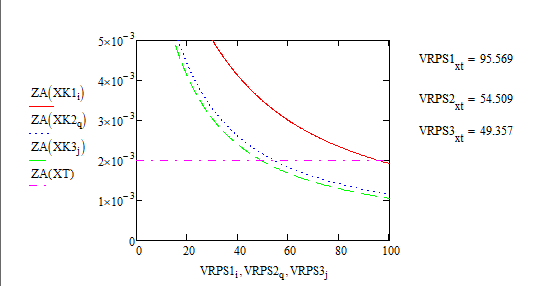 5×10⁻³
4×10⁻³
3×10⁻³
2×10⁻³
1×10⁻³
0
ZA(XK1ᵢ)
ZA(XK2q)
ZA(XK3ⱼ)
ZA(XT)
0 20 40 60 80 100
VRPS1ᵢ, VRPS2q, VRPS3ⱼ
VRPS1xt = 95.569
VRPS2xt = 54.509
VRPS3xt = 49.357